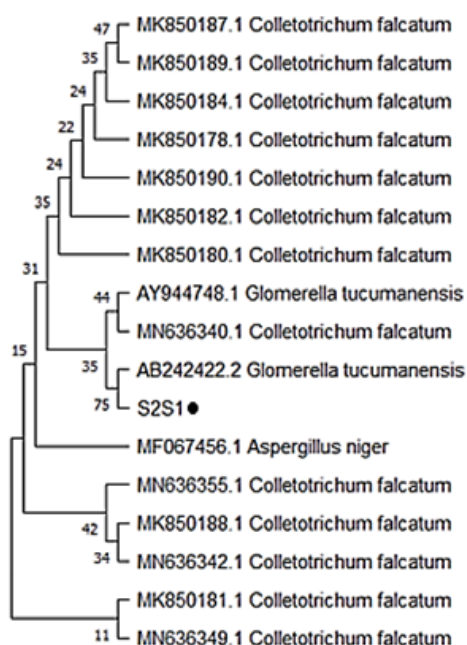 47
MK850187.1 Colletotrichum falcatum
35
MK850189.1 Colletotrichum falcatum
24
MK850184.1 Colletotrichum falcatum
22
MK850178.1 Colletotrichum falcatum
24
MK850190.1 Colletotrichum falcatum
35
MK850182.1 Colletotrichum falcatum
MK850180.1 Colletotrichum falcatum
31
44
AY944748.1 Glomerella tucumanensis
MN636340.1 Colletotrichum falcatum
15
35
AB242422.2 Glomerella tucumanensis
75
S2S1
MF067456.1 Aspergillus niger
MN636355.1 Colletotrichum falcatum
42
MK850188.1 Colletotrichum falcatum
34
MN636342.1 Colletotrichum falcatum
MK850181.1 Colletotrichum falcatum
11
MN636349.1 Colletotrichum falcatum